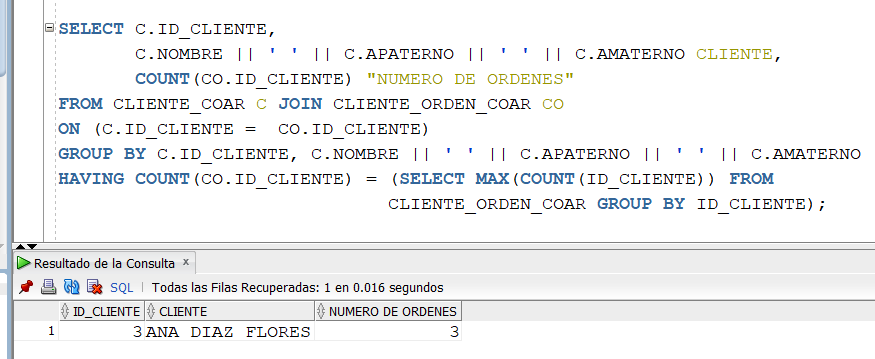 SELECT C.ID_CLIENTE,
C.NOMBRE || ' ' || C.APATERNO || ' ' || C.AMATERNO CLIENTE,
COUNT(CO.ID_CLIENTE) "NUMERO DE ORDENES"
FROM CLIENTE_COAR C JOIN CLIENTE_ORDEN_COAR CO
ON (C.ID_CLIENTE =  CO.ID_CLIENTE)
GROUP BY C.ID_CLIENTE, C.NOMBRE || ' ' || C.APATERNO || ' ' || C.AMATERNO
HAVING COUNT(CO.ID_CLIENTE) = (SELECT MAX(COUNT(ID_CLIENTE)) FROM
CLIENTE_ORDEN_COAR GROUP BY ID_CLIENTE);
Resultado de la Consulta x
SQL | Todas las Filas Recuperadas: 1 en 0.016 segundos
ID_CLIENTE CLIENTE NUMERO DE ORDENES
1 3 ANA DIAZ FLORES 3